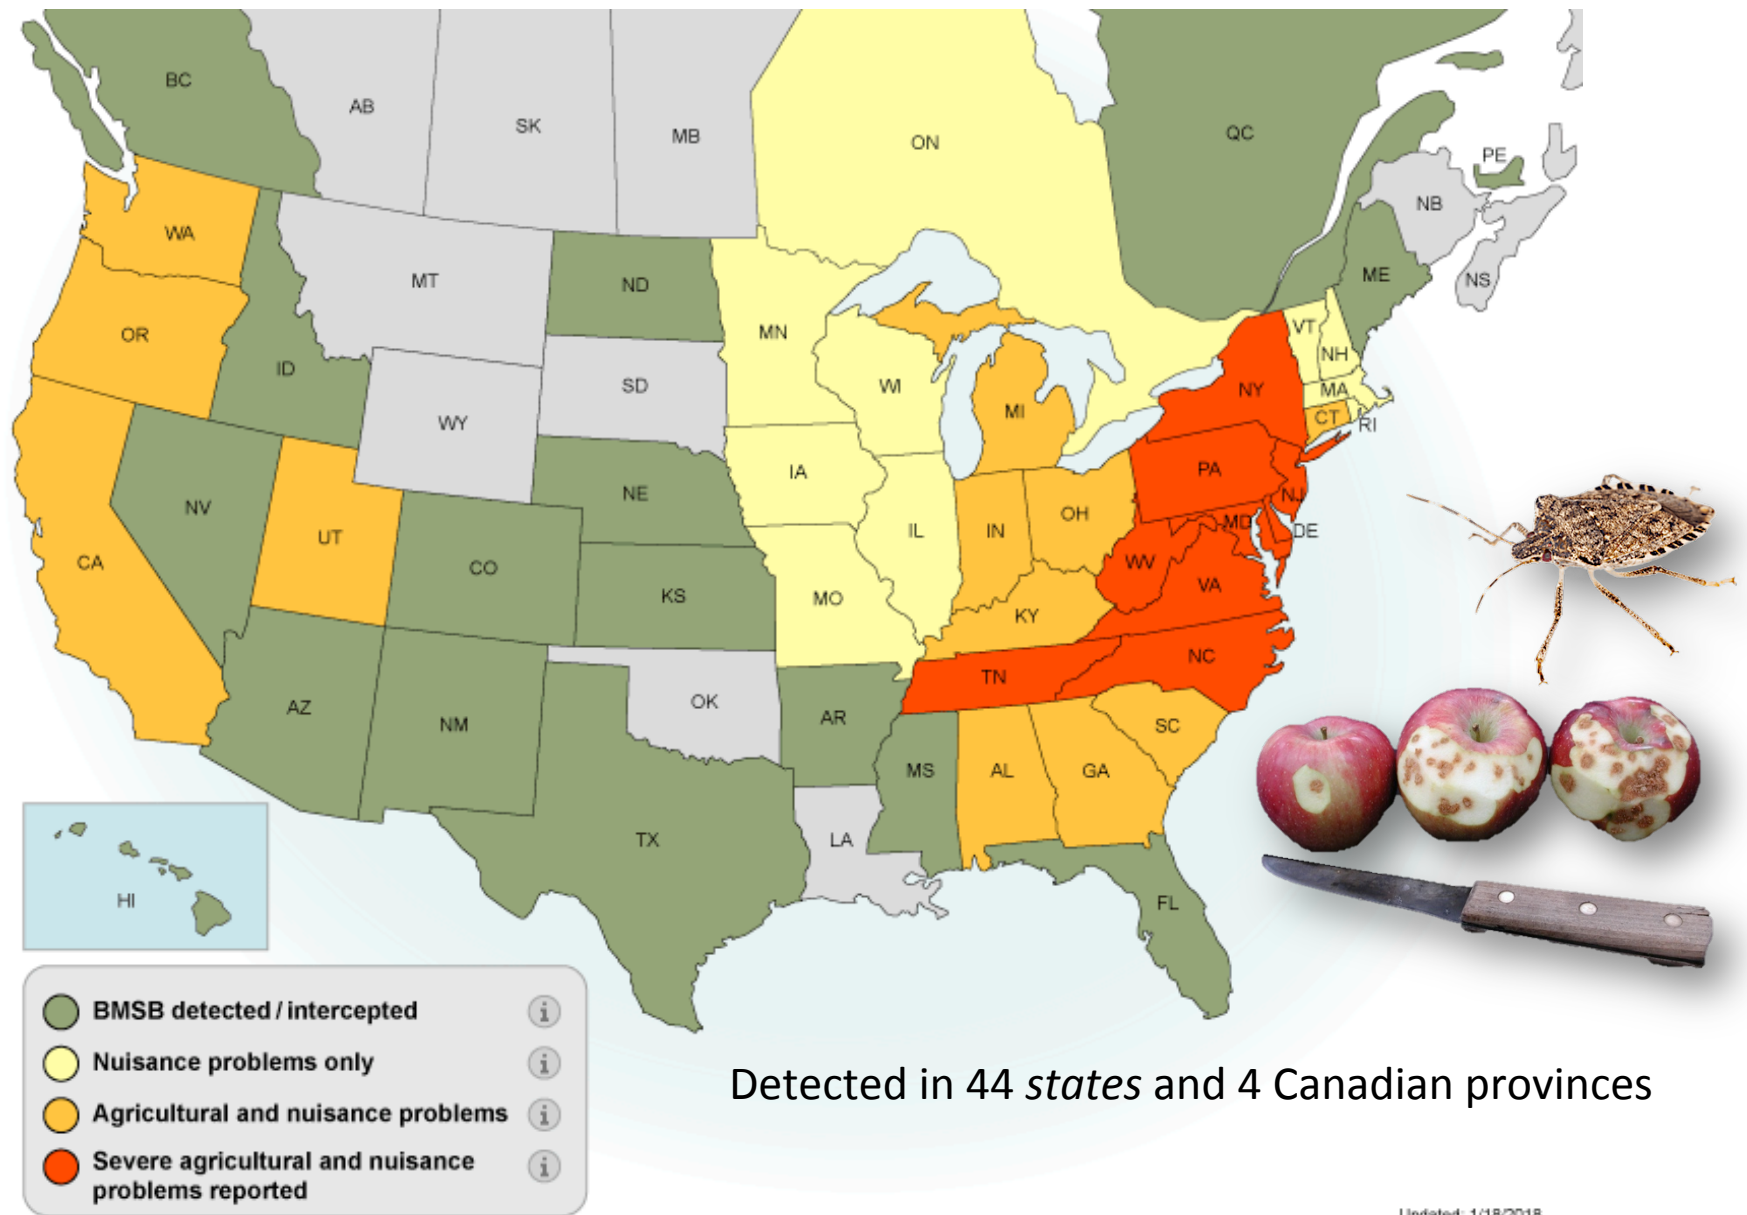 BC
AB
SK
MB
ON
QC
PE
NB
NS
WA
MT
ND
ME
OR
ID
MN
VT
NH
SD
WI
NY
MA
WY
MI
CT
RI
IA
PA
NV
NE
NJ
UT
IL
IN
OH
MD
DE
CA
CO
WV
KS
MO
VA
KY
NC
TN
AZ
NM
OK
AR
SC
MS
AL
GA
TX
LA
HI
FL
BMSB detected / intercepted i
Nuisance problems only i
Agricultural and nuisance problems i
Severe agricultural and nuisance i
problems reported
Detected in 44 states and 4 Canadian provinces
Updated: 1/18/2018